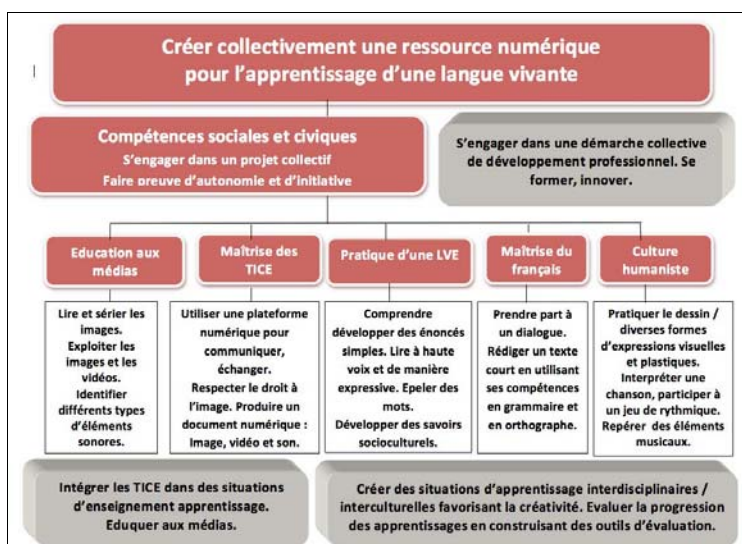 Créer collectivement une ressource numérique
pour l'apprentissage d'une langue vivante
Compétences sociales et civiques
S'engager dans un projet collectif
Faire preuve d'autonomie et d'initiative
S'engager dans une démarche collective
de développement professionnel. Se
former, innover.
Education aux
médias
Maîtrise des
TICE
Pratique d'une LVE
Maîtrise du
français
Culture
humaniste
Lire et sérier les
images.
Exploiter les
images et les
vidéos.
Identifier
différents types
d'éléments
sonores.
Utiliser une plateforme
numérique pour
communiquer,
échanger.
Respecter le droit à
l'image. Produire un
document numérique :
Image, vidéo et son.
Comprendre
développer des énoncés
simples. Lire à haute
voix et de manière
expressive. Epeler des
mots.
Développer des savoirs
socioculturels.
Prendre part à
un dialogue.
Rédiger un texte
court en utilisant
ses compétences
en grammaire et
en orthographe.
Pratiquer le dessin /
diverses formes
d'expressions visuelles
et plastiques.
Interpréter une
chanson, participer à
un jeu de rythmique.
Repérer des éléments
musicaux.
Intégrer les TICE dans des situations
d'enseignement apprentissage.
Eduquer aux médias.
Créer des situations d'apprentissage interdisciplinaires /
interculturelles favorisant la créativité. Evaluer la progression
des apprentissages en construisant des outils d'évaluation.